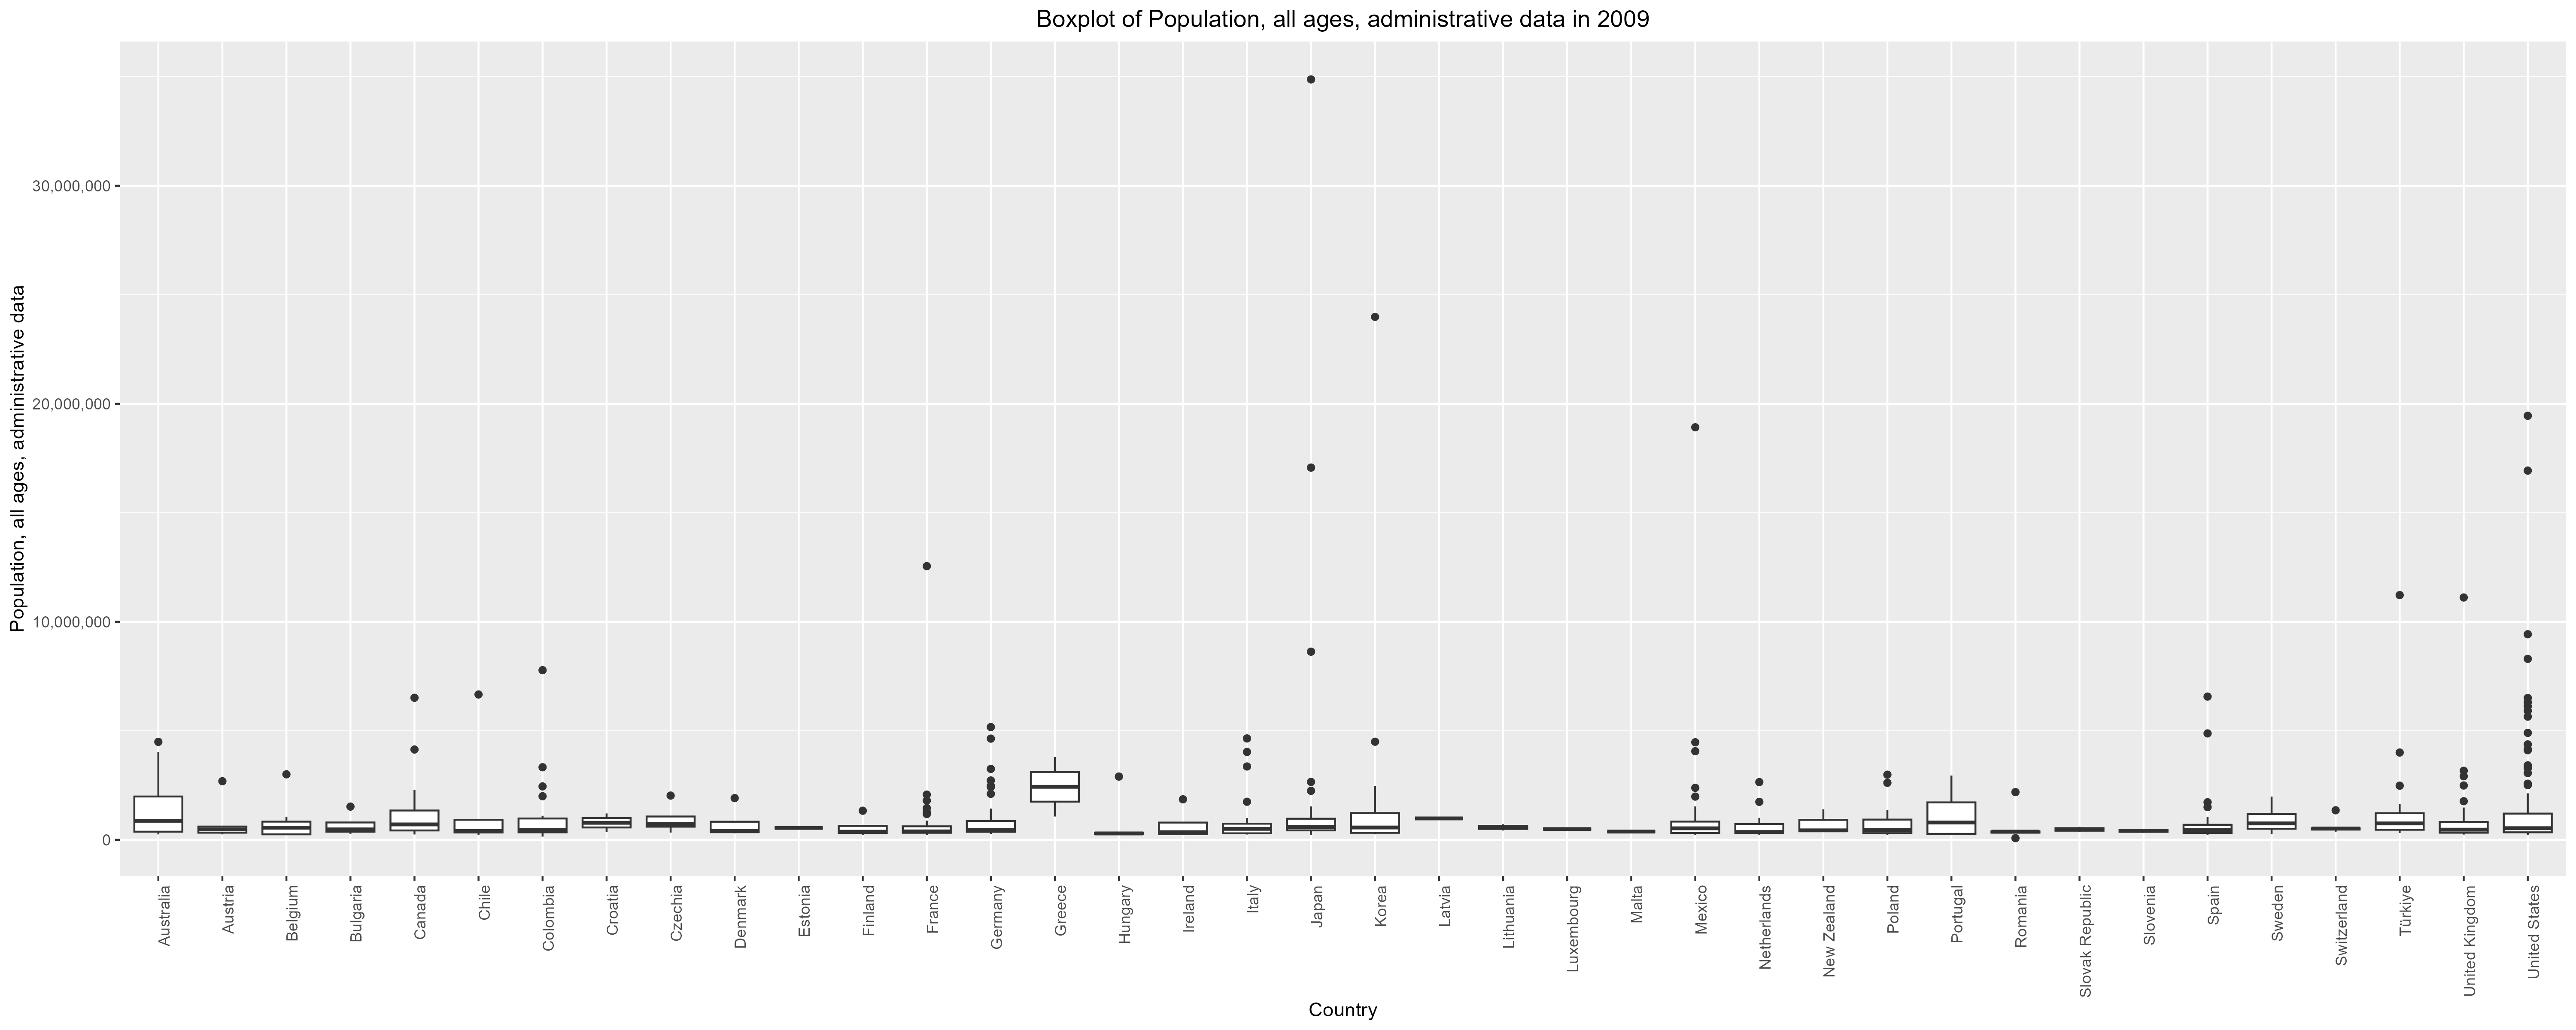 Boxplot of Population, all ages, administrative data in 2009
Population, all ages, administrative data
30,000,000
20,000,000
10,000,000
0
Australia
Austria
Belgium
Bulgaria
Canada
Chile
Colombia
Croatia
Czechia
Denmark
Estonia
Finland
France
Germany
Greece
Hungary
Ireland
Italy
Japan
Korea
Latvia
Lithuania
Luxembourg
Malta
Mexico
Netherlands
New Zealand
Poland
Portugal
Romania
Slovak Republic
Slovenia
Spain
Sweden
Switzerland
Türkiye
United Kingdom
United States
Country